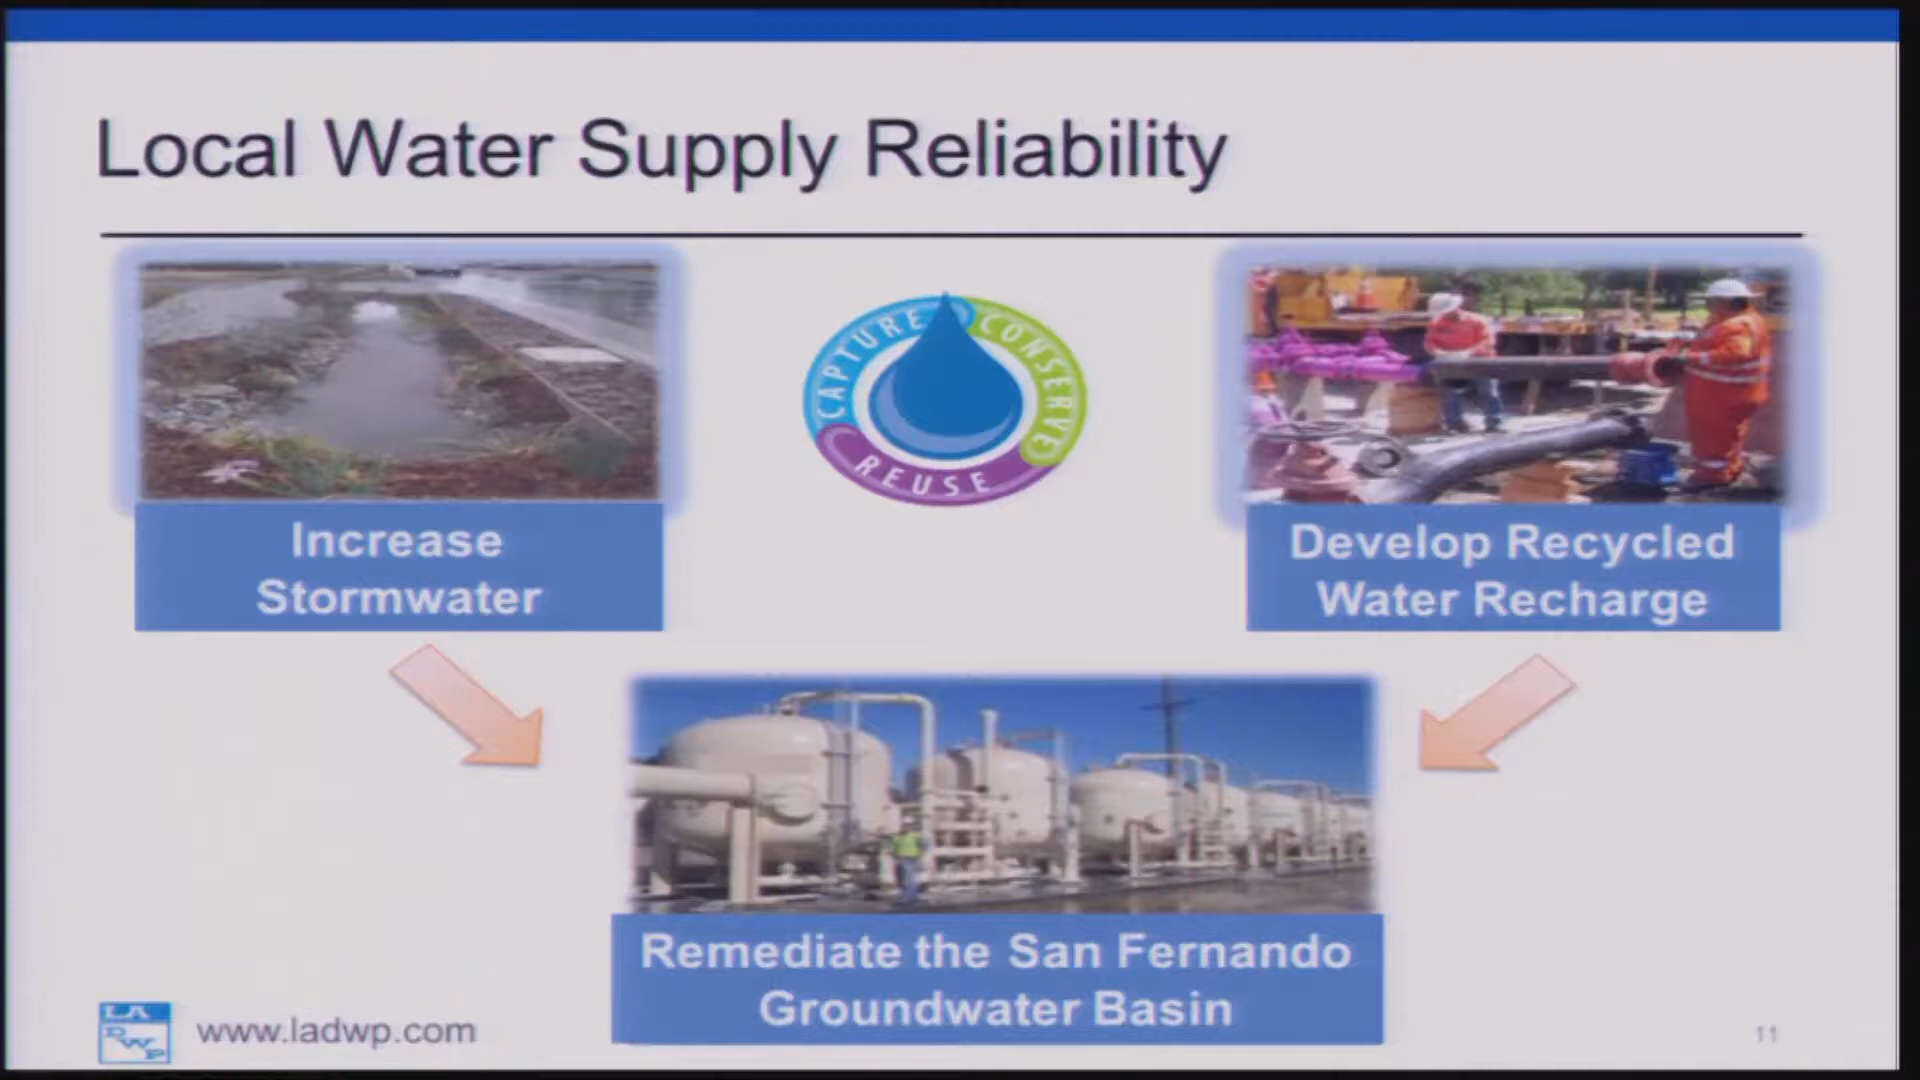 Local Water Supply Reliability
CAPTURE
CONSERVE
REUSE
Increase
Stormwater
Develop Recycled
Water Recharge
Remediate the San Fernando
Groundwater Basin
LA
DWP
www.ladwp.com
11